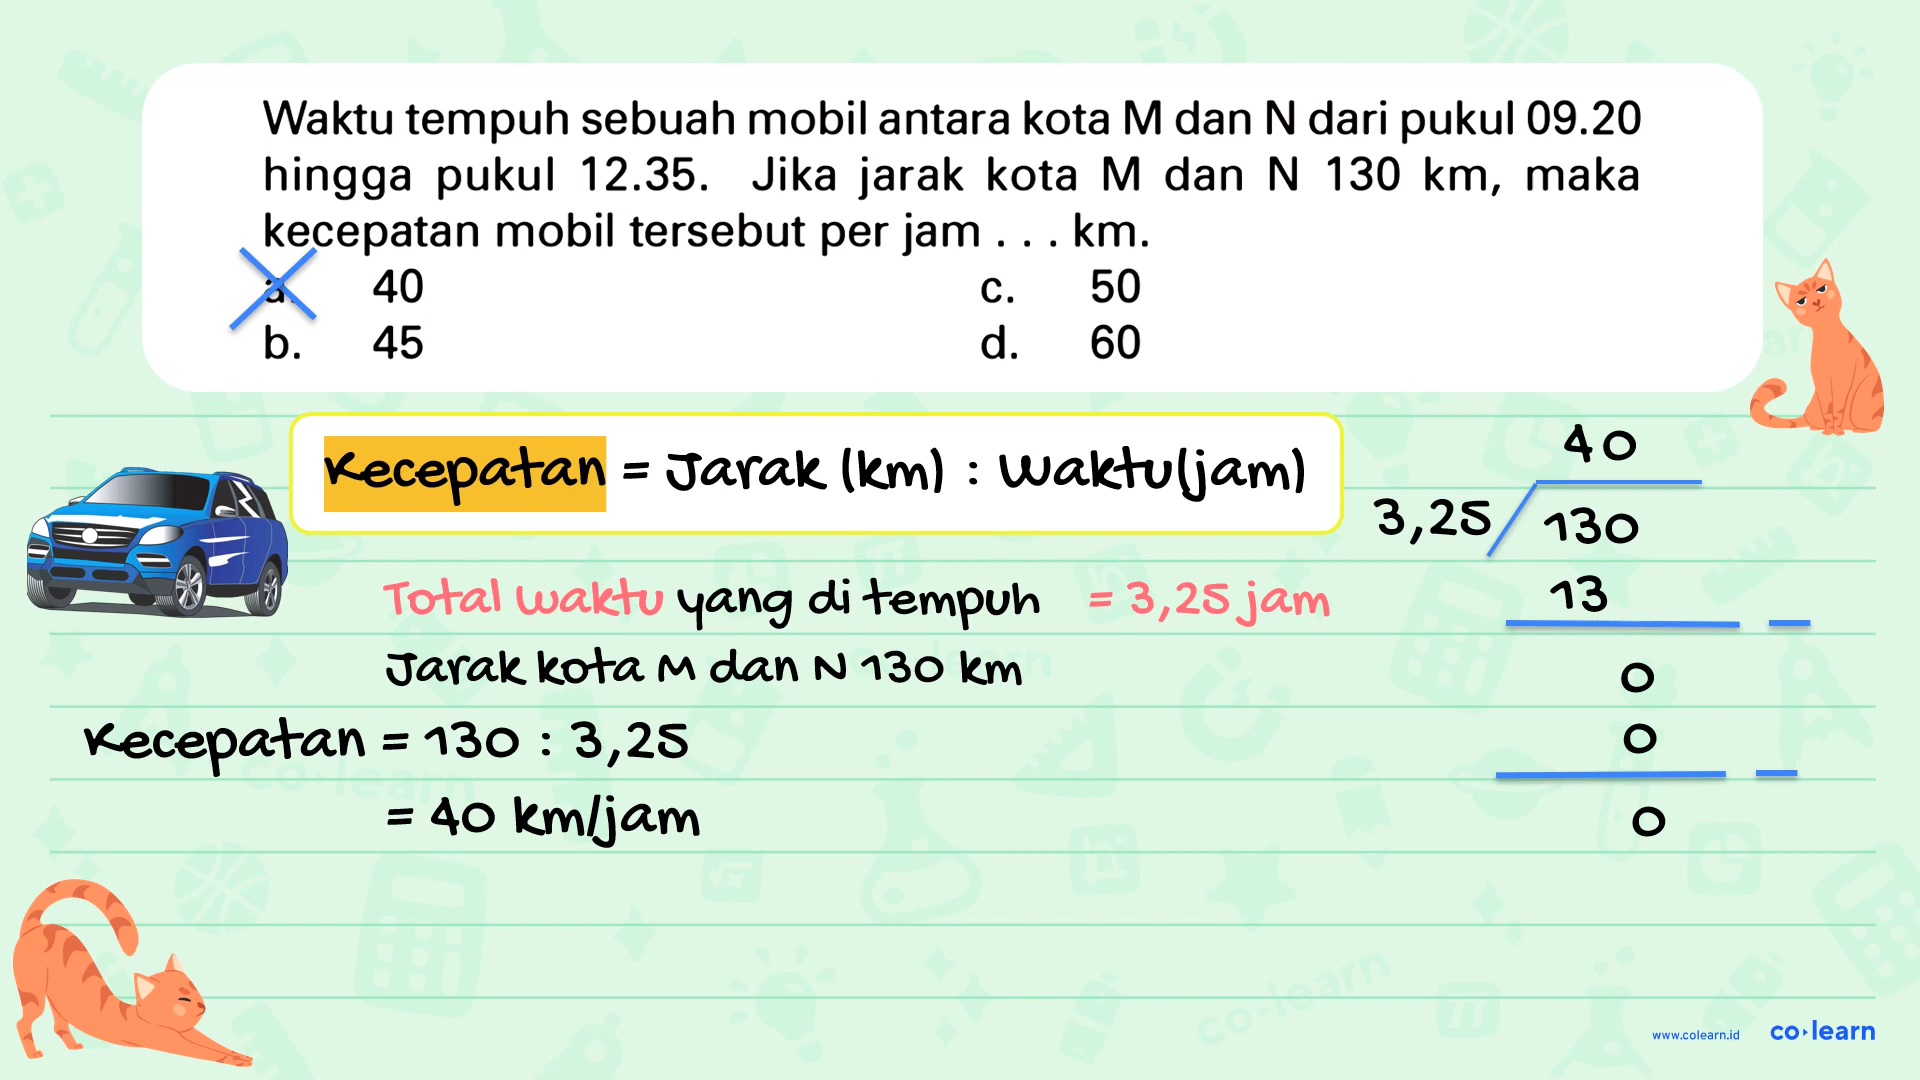 Waktu tempuh sebuah mobil antara kota M dan N dari pukul 09.20
hingga pukul 12.35. Jika jarak kota M dan N 130 km, maka
kecepatan mobil tersebut per jam . . . km.
a. 40 c. 50
b. 45 d. 60
Kecepatan = Jarak (km) : Waktu(jam)
Total waktu yang di tempuh = 3,25 jam
Jarak kota M dan N 130 km
Kecepatan = 130 : 3,25
= 40 km/jam
40
3,25 130
13
0
0
0
www.colearn.id co learn